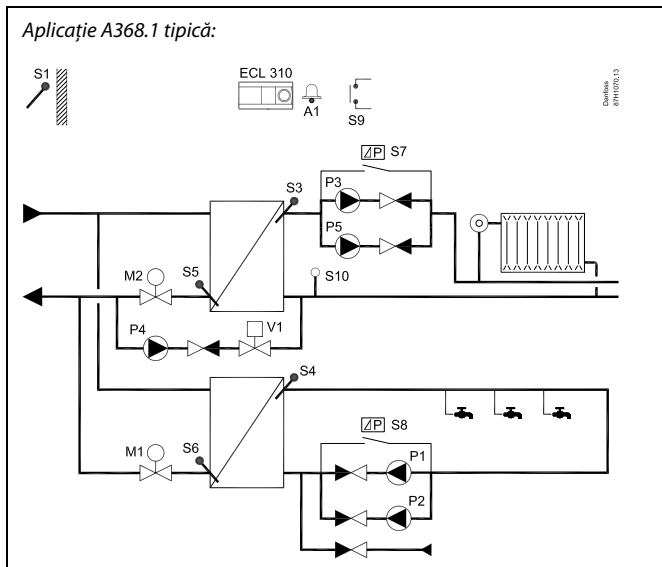 Aplicație A368.1 tipică:
S1
ECL 310
A1
S9
Danfoss
87H1070.13
⊿P S7
S3
P3
P5
M2
S5
S10
P4
V1
S4
⊿P S8
M1
S6
P1
P2